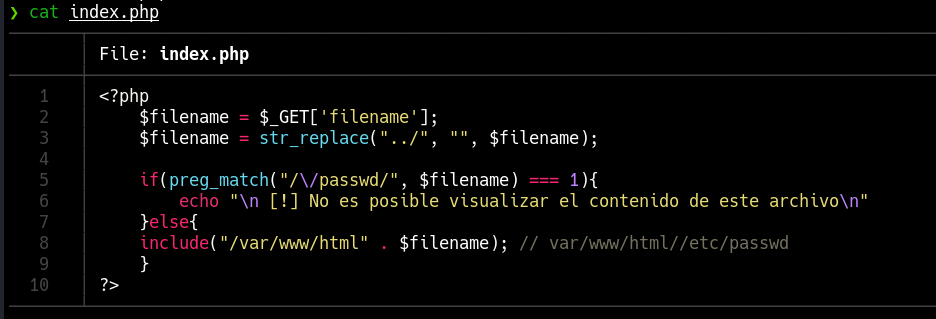 ❯ cat index.php
File: index.php
1 <?php
2 $filename = $_GET['filename'];
3 $filename = str_replace("../", "", $filename);
4
5 if(preg_match("/\/passwd/", $filename) === 1){
6 echo "\n [!] No es posible visualizar el contenido de este archivo\n"
7 }else{
8 include("/var/www/html" . $filename); // var/www/html//etc/passwd
9 }
10 ?>